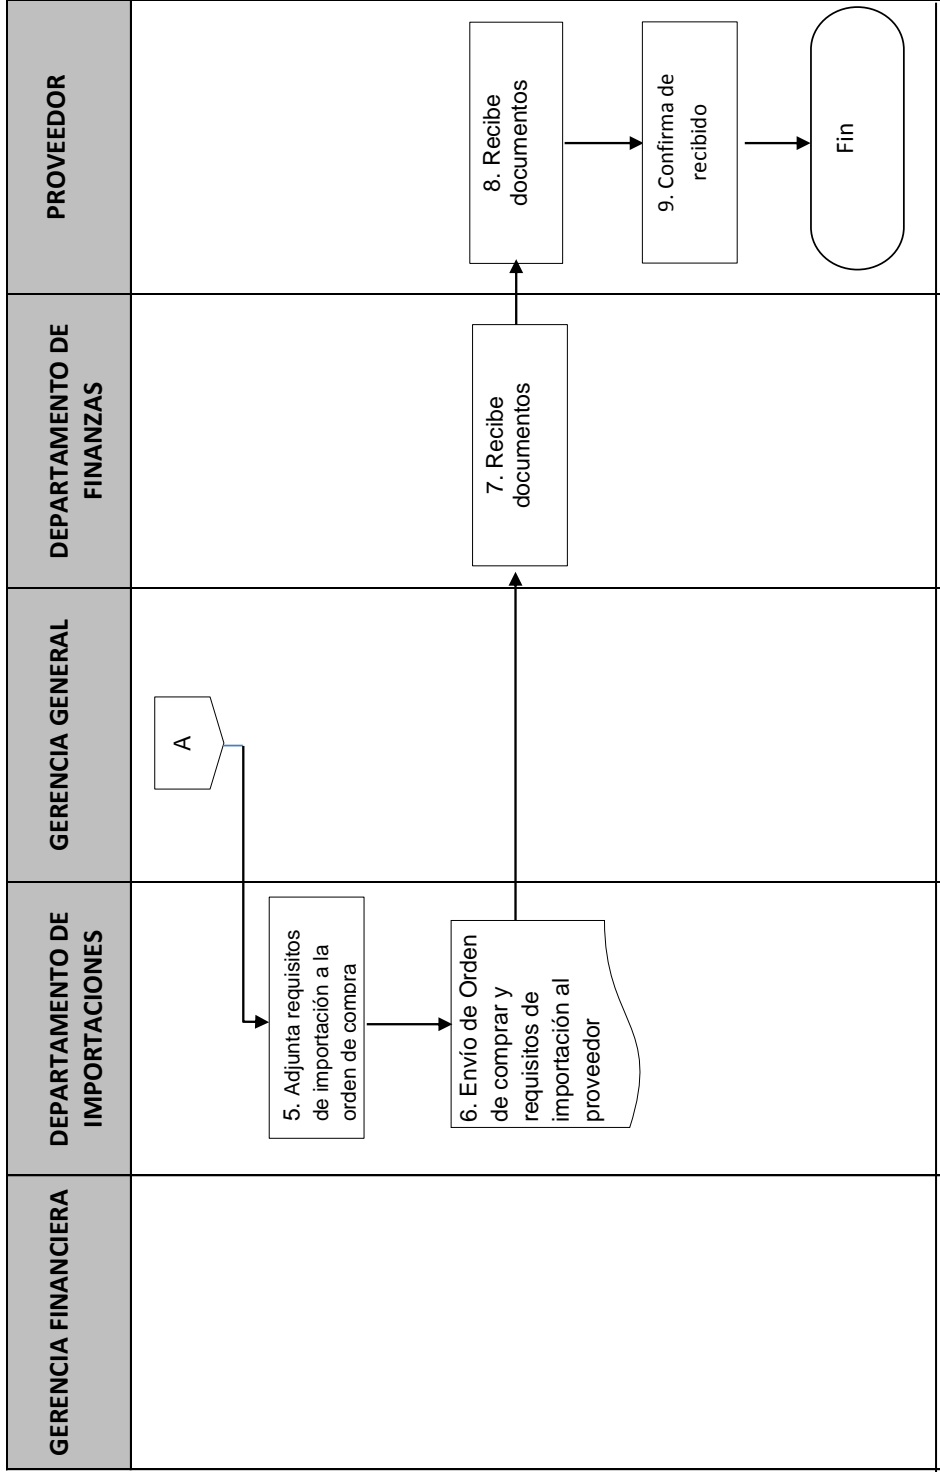 GERENCIA FINANCIERA
DEPARTAMENTO DE
IMPORTACIONES
GERENCIA GENERAL
DEPARTAMENTO DE
FINANZAS
PROVEEDOR
A
5. Adjunta requisitos
de importación a la
orden de compra
6. Envío de Orden
de comprar y
requisitos de
importación al
proveedor
7. Recibe
documentos
8. Recibe
documentos
9. Confirma de
recibido
Fin